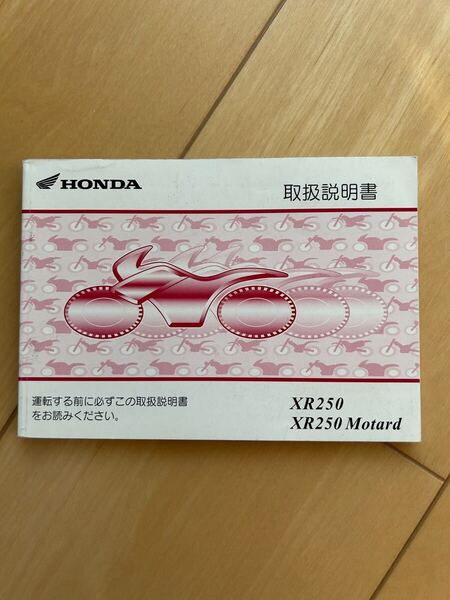 HONDA
取扱説明書
運転する前に必ずこの取扱説明書
をお読みください。
XR250
XR250 Motard